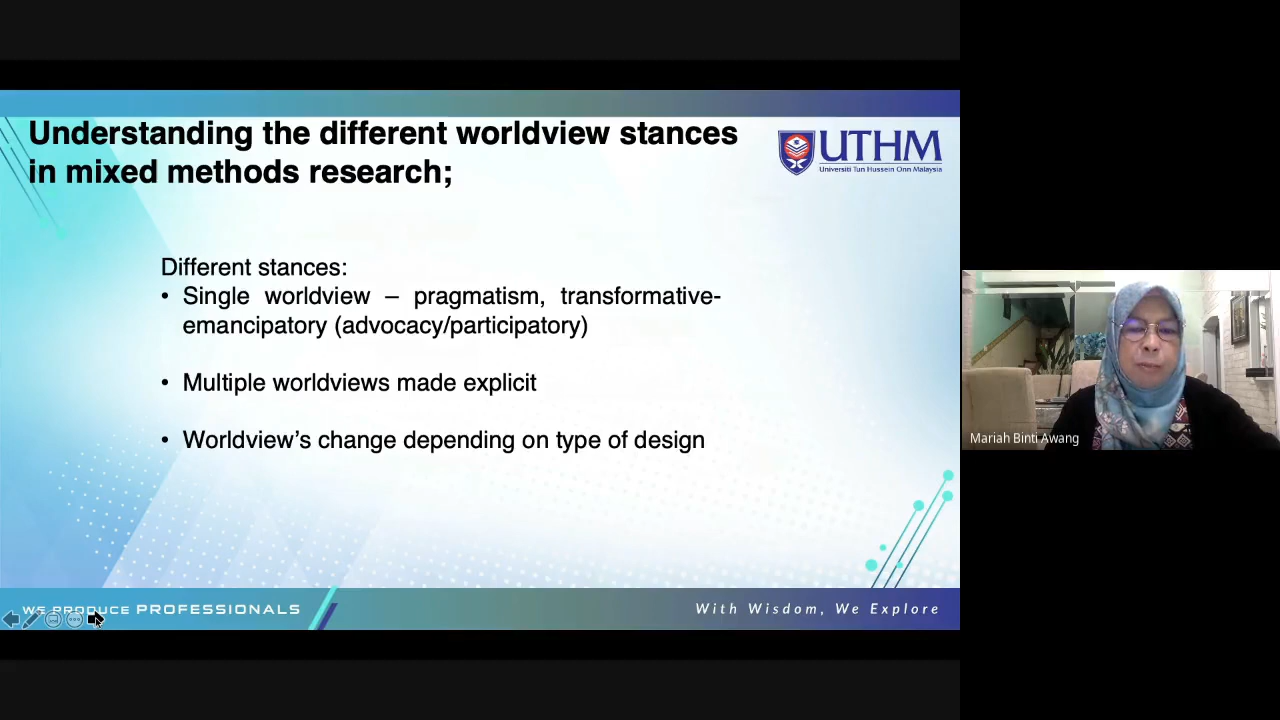 Understanding the different worldview stances
in mixed methods research;
UTHM
Universiti Tun Hussein Onn Malaysia
Different stances:
• Single worldview – pragmatism, transformative-
emancipatory (advocacy/participatory)
• Multiple worldviews made explicit
• Worldview’s change depending on type of design
Mariah Binti Awang
WE PRODUCE PROFESSIONALS
With Wisdom, We Explore